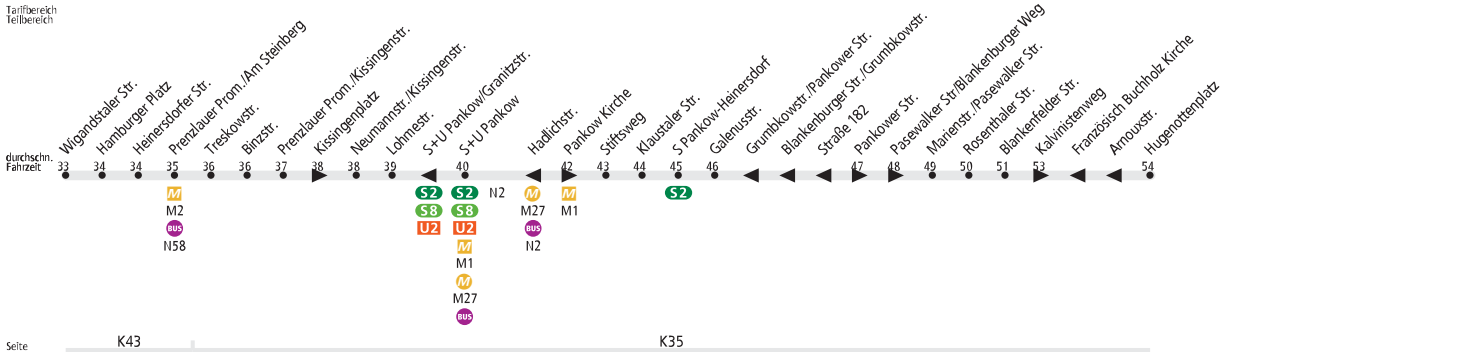 Tarifbereich
Teilbereich
Wigandstaler Str.
Hamburger Platz
Heinersdorfer Str.
Prenzlauer Prom./Am Steinberg
Treskowstr.
Binzstr.
Prenzlauer Prom./Kissingenstr.
Kissingenplatz
Neumannstr./Kissingenstr.
Lohmestr.
S+U Pankow/Granitzstr.
S+U Pankow
Hadlichstr.
Pankow Kirche
Stiftsweg
Klaustaler Str.
S Pankow-Heinersdorf
Galenusstr.
Grumbkowstr./Pankower Str.
Blankenburger Str./Grumbkowstr.
Straße 182
Pankower Str.
Pasewalker Str/Blankenburger Weg
Marienstr./Pasewalker Str.
Rosenthaler Str.
Blankenfelder Str.
Kalvinistenweg
Französisch Buchholz Kirche
Arnouxstr.
Hugenottenplatz
durchschn.
Fahrzeit
33 34 34 35 36 36 37 38 38 39 40 42 43 44 45 46 47 48 49 50 51 53 54
M S2 S2 N2 M M S2
M2 S8 S8 M27 M1
BUS U2 U2 BUS
N58 M N2
M1
M
M27
BUS
Seite K43 K35